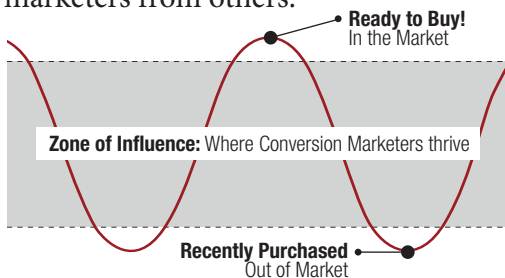 marketers from others.
Ready to Buy!
In the Market
Zone of Influence: Where Conversion Marketers thrive
Recently Purchased
Out of Market